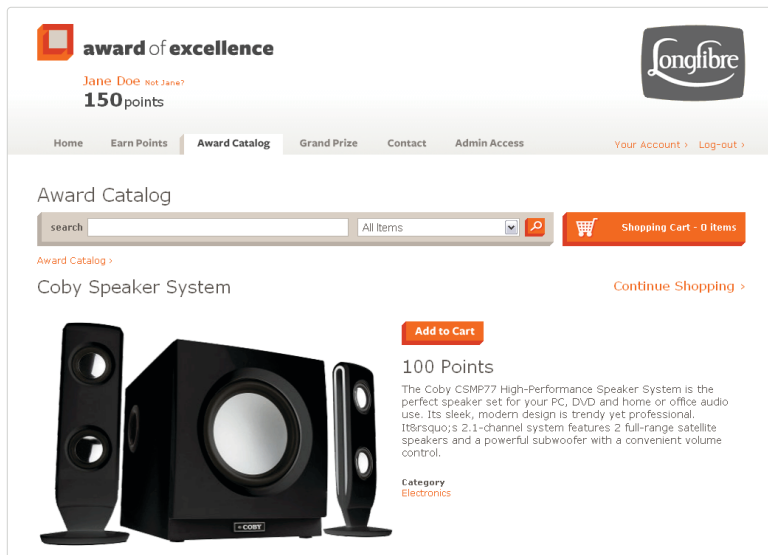 award of excellence
Longlibre
Jane Doe Not Jane?
150 points
Home Earn Points Award Catalog Grand Prize Contact Admin Access Your Account › Log-out ›
Award Catalog
search All Items Shopping Cart - 0 items
Award Catalog ›
Coby Speaker System Continue Shopping ›
Add to Cart
100 Points
The Coby CSMP77 High-Performance Speaker System is the
perfect speaker set for your PC, DVD and home or office audio
use. Its sleek, modern design is trendy yet professional.
It&rsquo;s 2.1-channel system features 2 full-range satellite
speakers and a powerful subwoofer with a convenient volume
control.
Category
Electronics
COBY